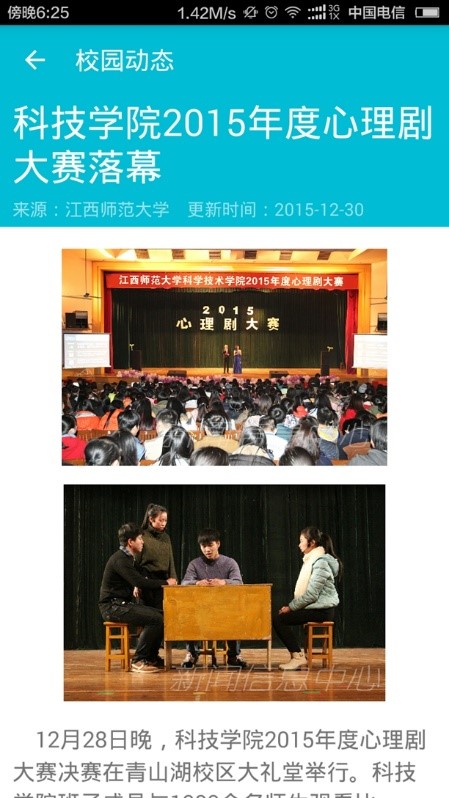 傍晚6:25
1.42M/s
3G
1X
中国电信
校园动态
科技学院2015年度心理剧
大赛落幕
来源：江西师范大学 更新时间：2015-12-30
江西师范大学科学技术学院2015年度心理剧大赛
2015
心理剧大赛
新闻信息中心
12月28日晚，科技学院2015年度心理剧
大赛决赛在青山湖校区大礼堂举行。科技